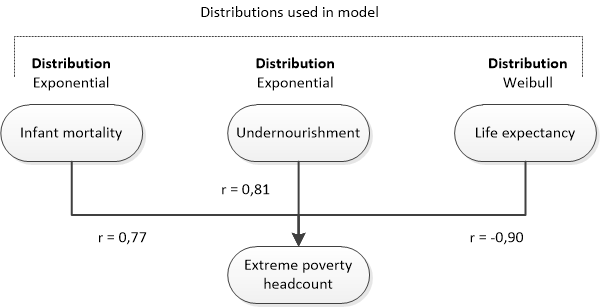 Distributions used in model
Distribution
Exponential
Distribution
Exponential
Distribution
Weibull
Infant mortality
Undernourishment
Life expectancy
r = 0,81
r = 0,77
r = -0,90
Extreme poverty
headcount